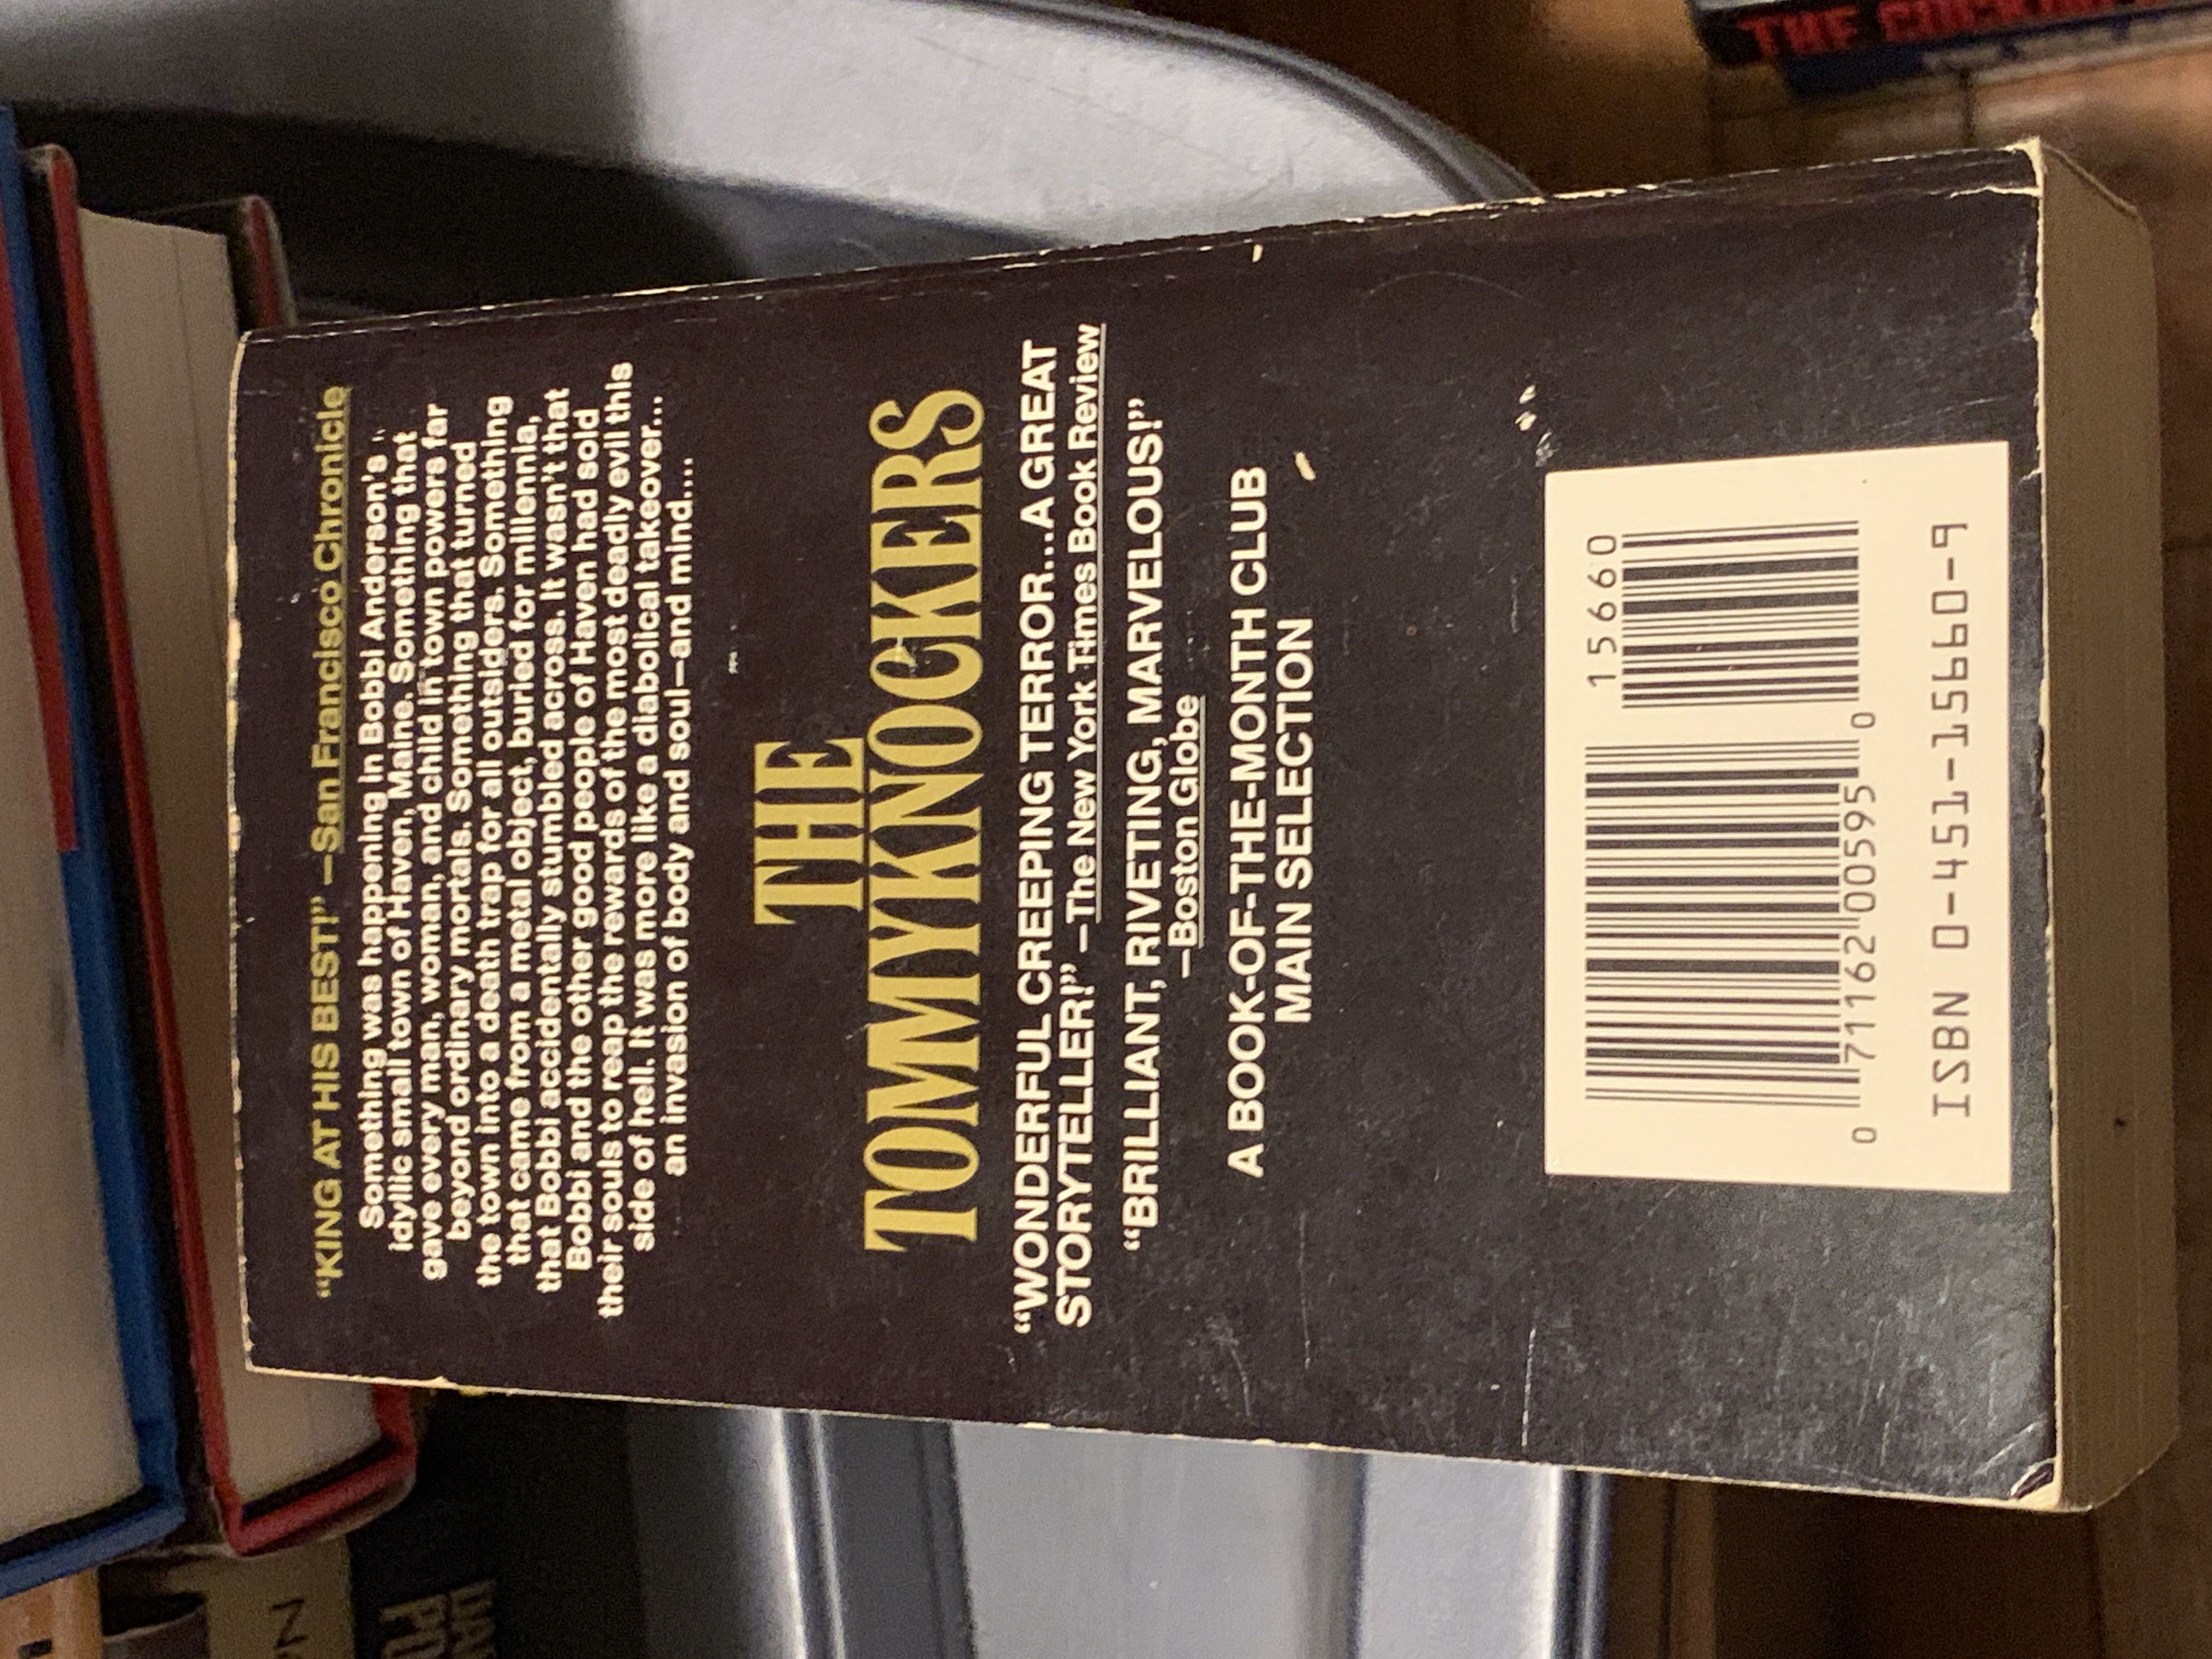 "KING AT HIS BEST!" —San Francisco Chronicle
Something was happening in Bobbi Anderson's
idyllic small town of Haven, Maine. Something that
gave every man, woman, and child in town powers far
beyond ordinary mortals. Something that turned
the town into a death trap for all outsiders. Something
that came from a metal object, buried for millennia,
that Bobbi accidentally stumbled across. It wasn't that
Bobbi and the other good people of Haven had sold
their souls to reap the rewards of the most deadly evil this
side of hell. It was more like a diabolical takeover...
an invasion of body and soul—and mind....
THE
TOMMYKNOCKERS
"WONDERFUL CREEPING TERROR...A GREAT
STORYTELLER!" —The New York Times Book Review
"BRILLIANT, RIVETING, MARVELOUS!"
—Boston Globe
A BOOK-OF-THE-MONTH CLUB
MAIN SELECTION
15660
0 71162 00595 0
ISBN 0-451-15660-9
THE
N
PO